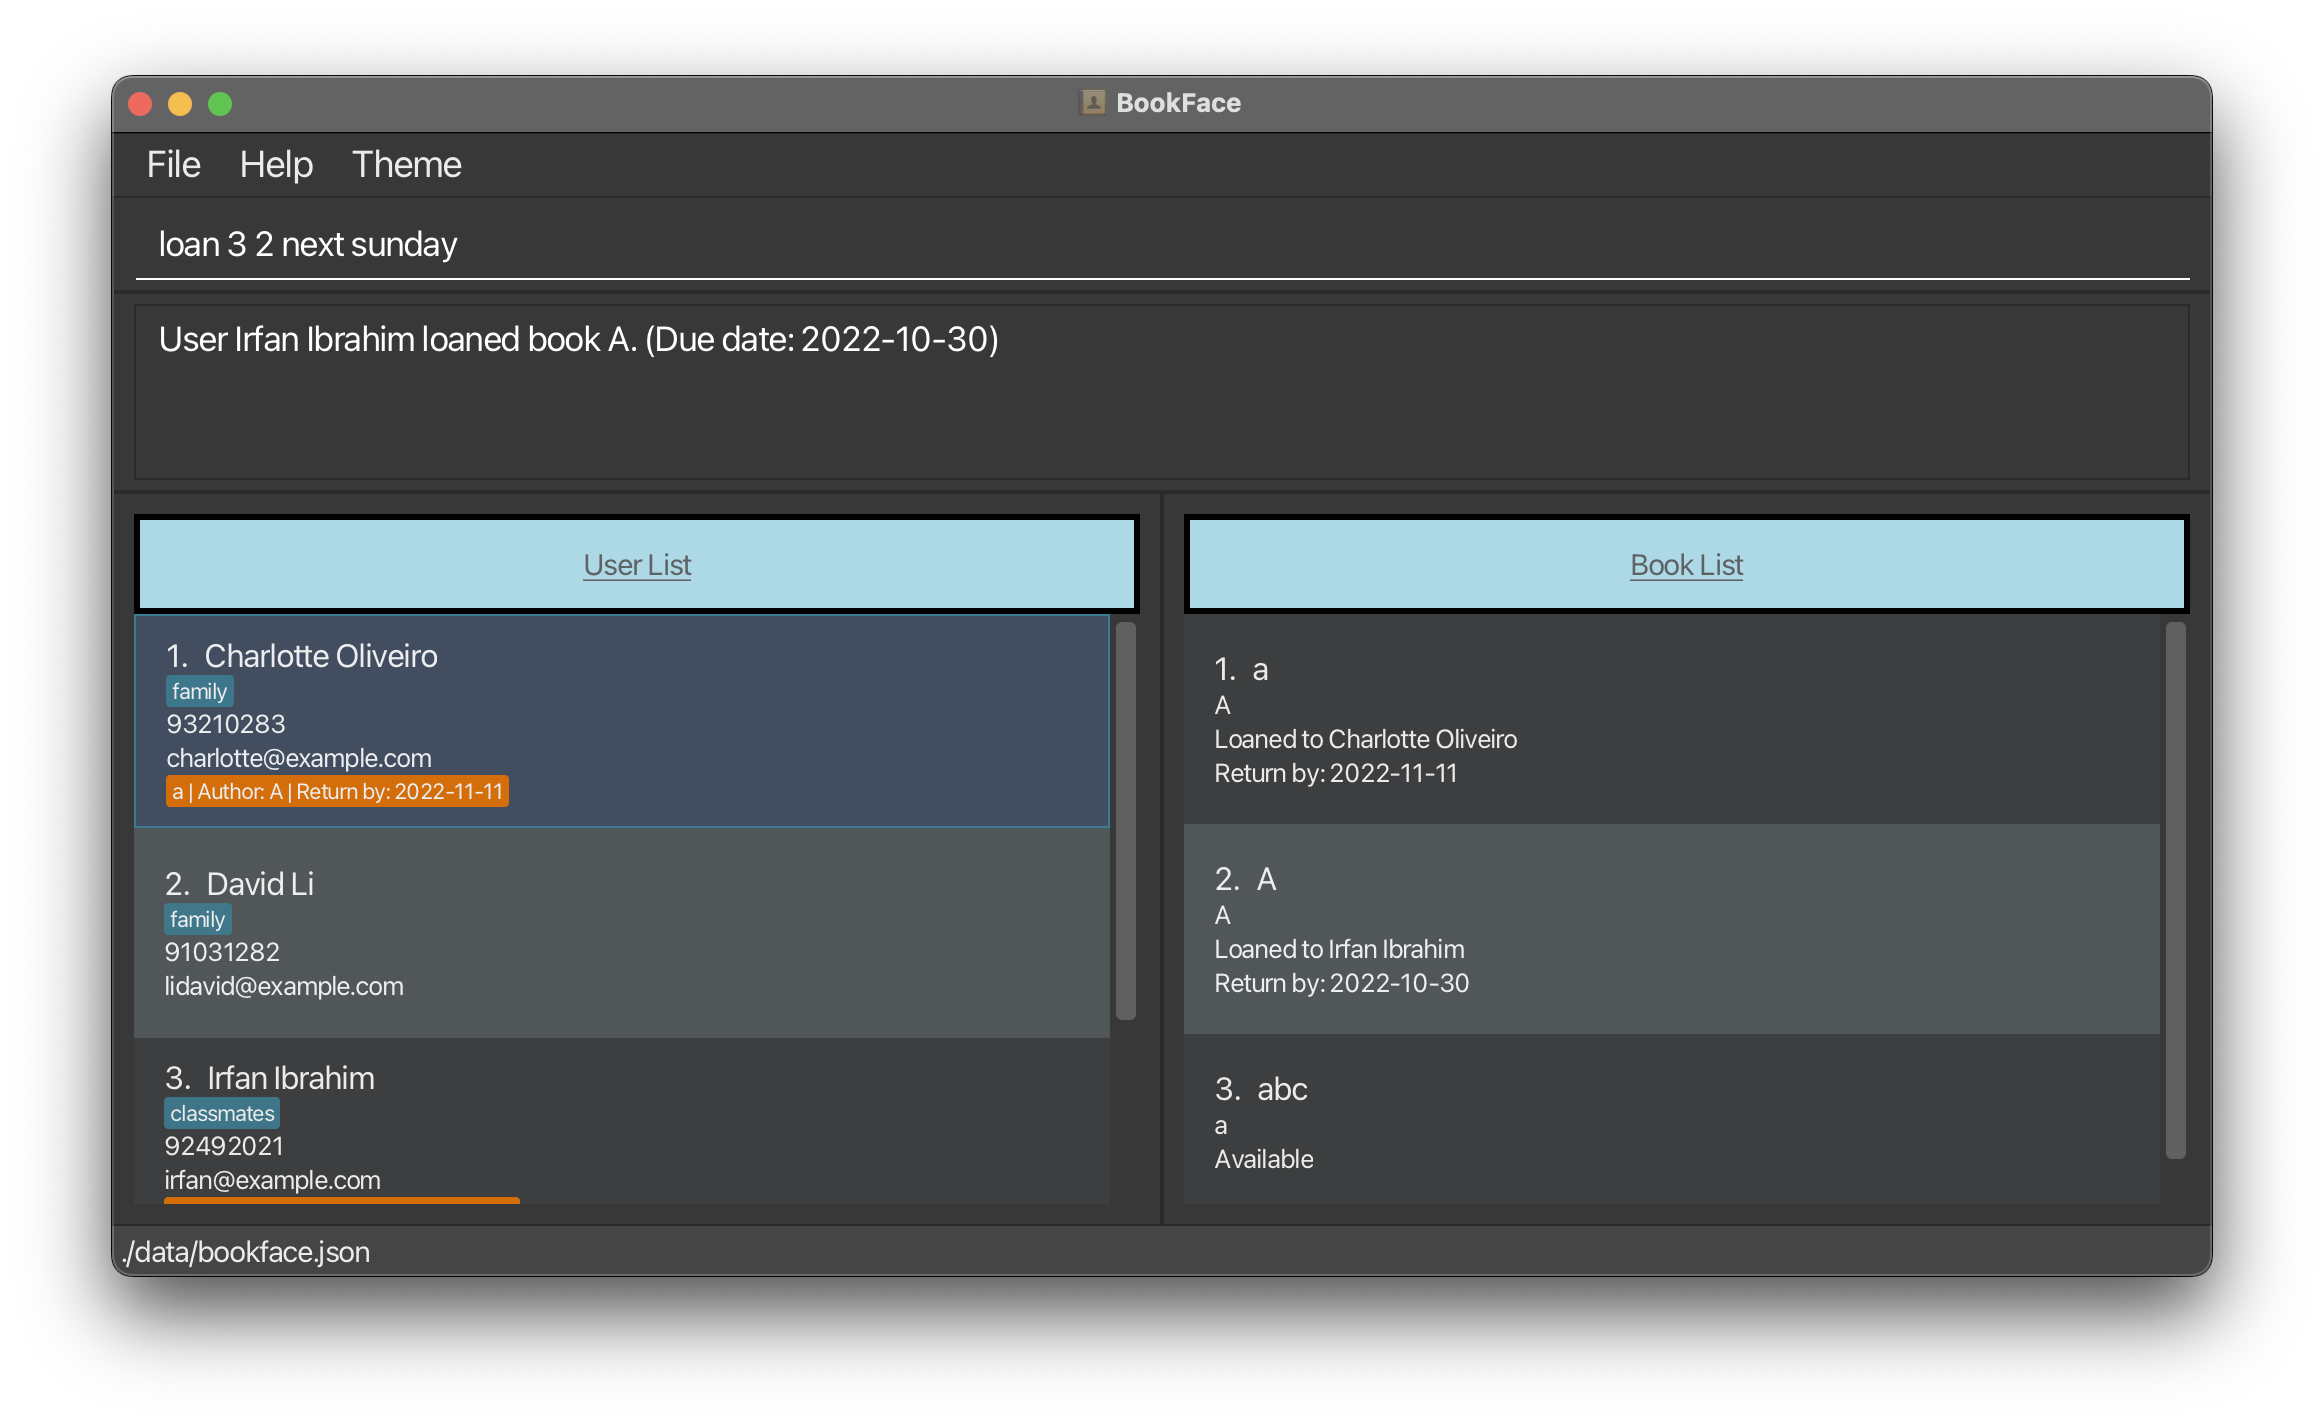 BookFace
File Help Theme
loan 3 2 next sunday
User Irfan Ibrahim loaned book A. (Due date: 2022-10-30)
User List
1. Charlotte Oliveiro
family
93210283
charlotte@example.com
a | Author: A | Return by: 2022-11-11
2. David Li
family
91031282
lidavid@example.com
3. Irfan Ibrahim
classmates
92492021
irfan@example.com
Book List
1. a
A
Loaned to Charlotte Oliveiro
Return by: 2022-11-11
2. A
A
Loaned to Irfan Ibrahim
Return by: 2022-10-30
3. abc
a
Available
./data/bookface.json